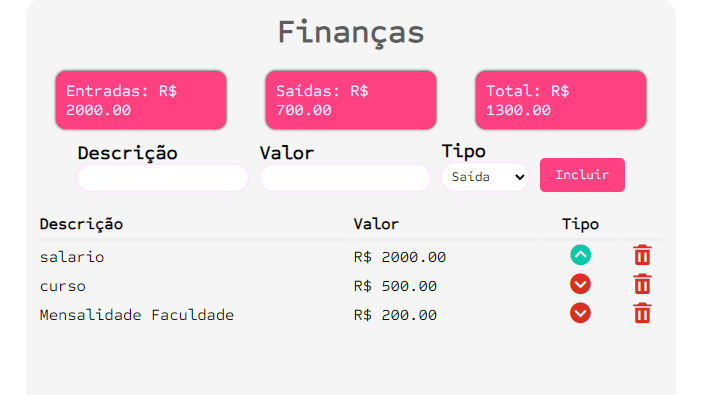 Finanças
Entradas: R$ Saídas: R$ Total: R$
2000.00 700.00 1300.00
Descrição Valor Tipo
Saída Incluir
Descrição Valor Tipo
salario R$ 2000.00
curso R$ 500.00
Mensalidade Faculdade R$ 200.00